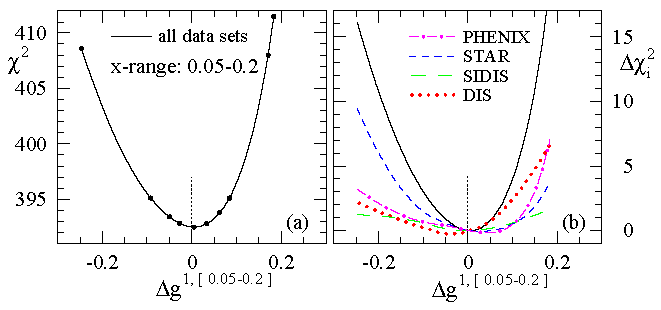 410
405
400
395
χ²
all data sets
x-range: 0.05-0.2
(a)
-0.2
0
0.2
Δg¹,[ 0.05-0.2]
PHENIX
STAR
SIDIS
DIS
15
10
5
0
Δχᵢ²
(b)
-0.2
0
0.2
Δg¹,[ 0.05-0.2]